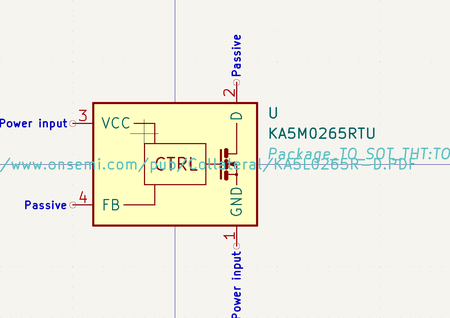 Passive
2
D
U
3
Power input
VCC
KA5M0265RTU
Package_TO_SOT_THT:TO
CTRL
/www.onsemi.com/pub/Collateral/KA5L0265R-D.PDF
4
Passive
FB
GND
1
Power input